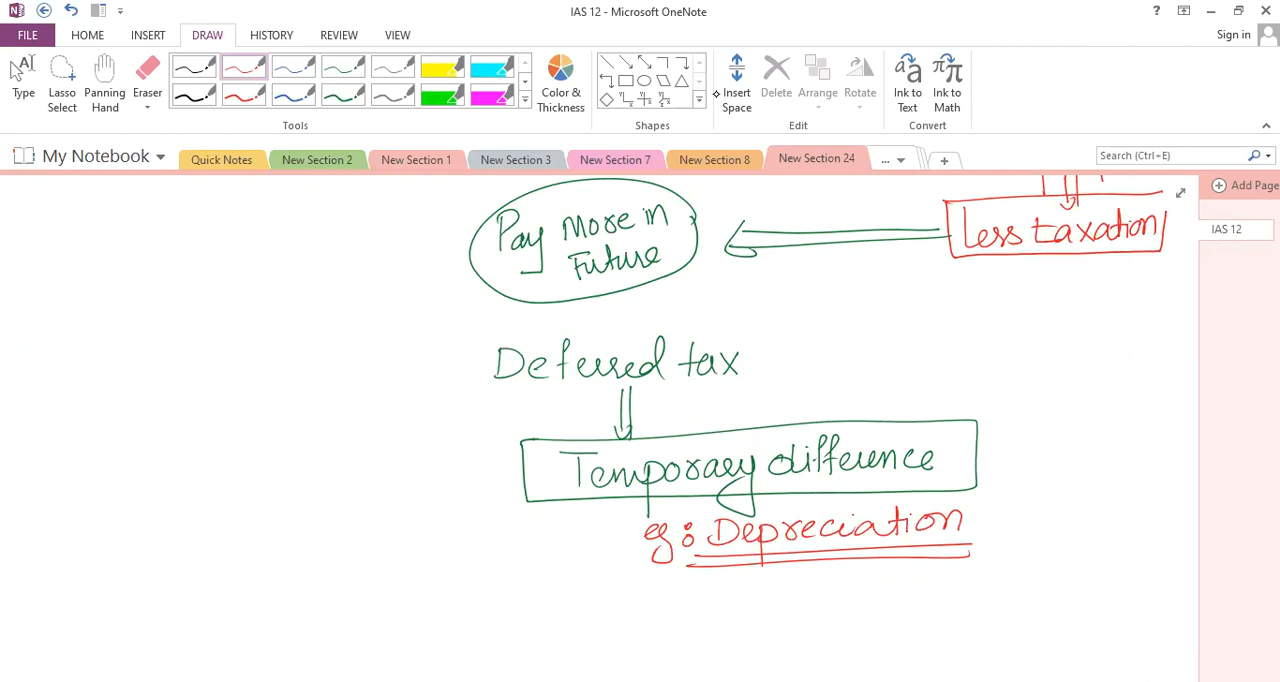 IAS 12 - Microsoft OneNote
?
FILE
HOME
INSERT
DRAW
HISTORY
REVIEW
VIEW
Sign in
Type
Lasso
Select
Panning
Hand
Eraser
Color &
Thickness
Insert
Space
Delete
Arrange
Rotate
Ink to
Text
Ink to
Math
Tools
Shapes
Edit
Convert
My Notebook
Quick Notes
New Section 2
New Section 1
New Section 3
New Section 7
New Section 8
New Section 24
...
Search (Ctrl+E)
Add Page
IAS 12
Less taxation
Pay More in
Future
Deferred tax
Temporary difference
eg: Depreciation